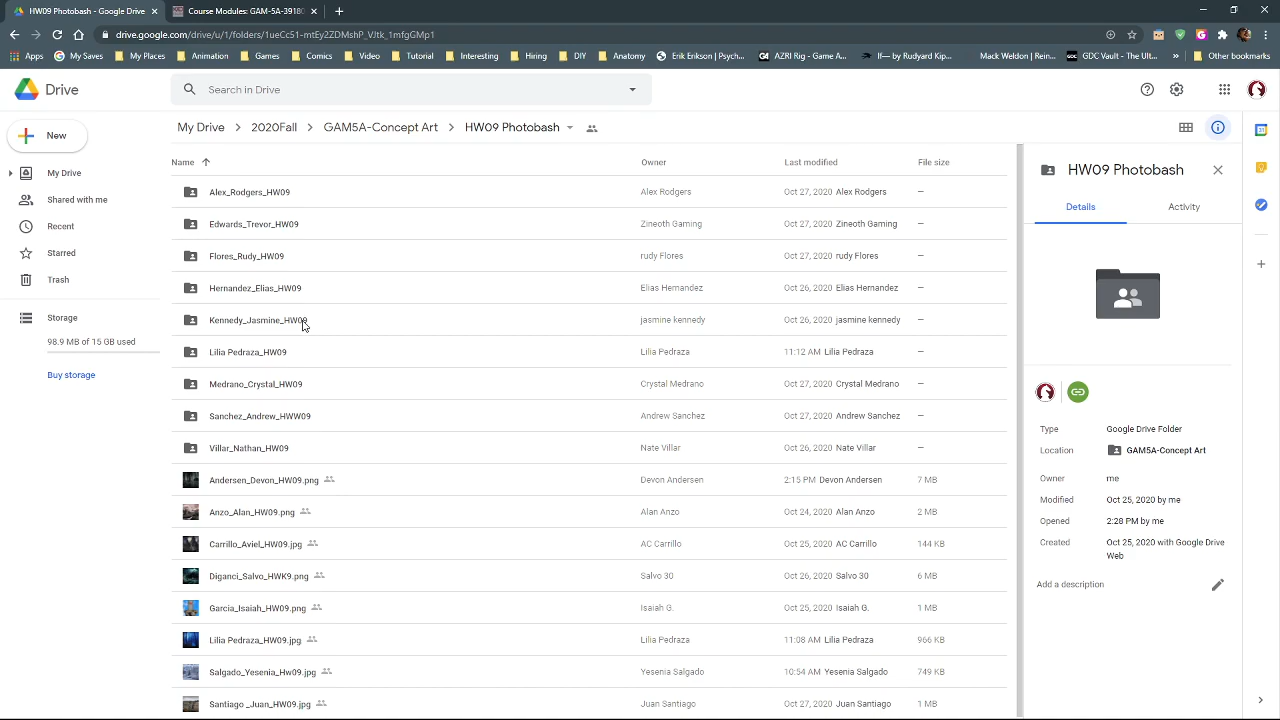 HW09 Photobash - Google Drive
Course Modules: GAM-5A-39180
drive.google.com/drive/u/1/folders/
Apps My Saves My Places Painting Animation Games Comics Hiring DIY Anatomy Erik Erikson | Psyc... AZRI Rig - Game A... If— by Rudyard Kip... Mack Weldon | Rein... GDC Vault - The Ult... Other bookmarks
Drive
Search in Drive
New
My Drive
Shared with me
Recent
Starred
Trash
Storage
98.9 MB of 15 GB used
Buy storage
My Drive > 2020Fall > GAM5A-Concept Art > HW09 Photobash
Name Owner Last modified File size
Alex_Rodgers_HW09 Alex Rodgers Oct 27, 2020 Alex Rodgers –
Edwards_Trevor_HW09 Zineoth Gaming Oct 27, 2020 Zineoth Gaming –
Flores_Rudy_HW09 rudy Flores Oct 27, 2020 rudy Flores –
Hernandez_Elias_HW09 Elias Hernandez Oct 26, 2020 Elias Hernandez –
Kennedy_Jasmine_HW09 jasmine kennedy Oct 26, 2020 jasmine kennedy –
Lilia Pedraza_HW09 Lilia Pedraza 11:12 AM Lilia Pedraza –
Medrano_Crystal_HW09 Crystal Medrano Oct 27, 2020 Crystal Medrano –
Sanchez_Andrew_HWW09 Andrew Sanchez Oct 27, 2020 Andrew Sanchez –
Villar_Nathan_HW09 Nate Villar Oct 26, 2020 Nate Villar –
Andersen_Devon_HW09.png Devon Andersen 2:15 PM Devon Andersen 7 MB
Anzo_Alan_HW09.png Alan Anzo Oct 24, 2020 Alan Anzo 2 MB
Carrillo_Aviel_HW09.jpg AC Carrillo Oct 25, 2020 AC Carrillo 144 KB
Diganci_Salvo_HWK9.png Salvo 30 Oct 21, 2020 Salvo 30 6 MB
Garcia_Isaiah_HW09.png Isaiah G. Oct 25, 2020 Isaiah G. 1 MB
Lilia Pedraza_HW09.jpg Lilia Pedraza 11:08 AM Lilia Pedraza 966 KB
Salgado_Yesenia_Hw09.jpg Yesenia Salgado 10:54 AM Yesenia Salgado 749 KB
Santiago _Juan_HW09.jpg Juan Santiago Oct 26, 2020 Juan Santiago 1 MB
HW09 Photobash
Details Activity
Type Google Drive Folder
Location GAM5A-Concept Art
Owner me
Modified Oct 25, 2020 by me
Opened 2:28 PM by me
Created Oct 25, 2020 with Google Drive
Web
Add a description